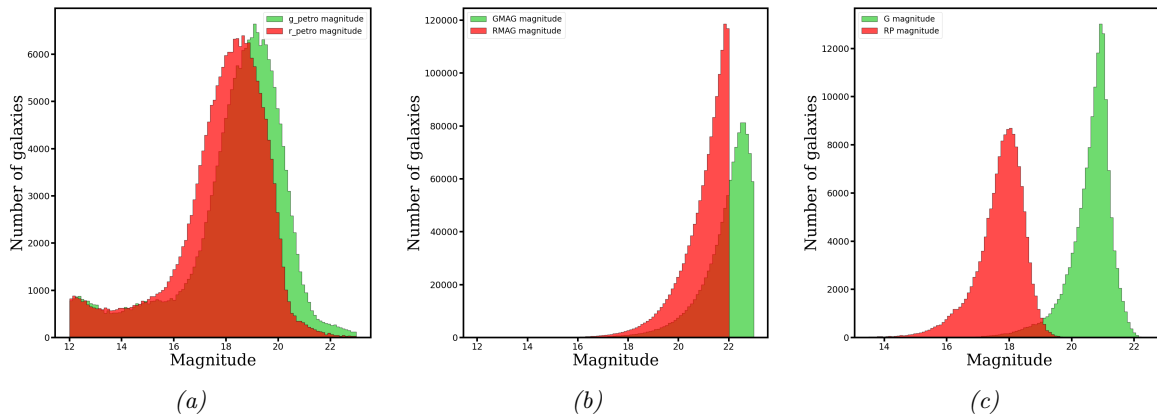 g_petro magnitude
r_petro magnitude
Number of galaxies
6000
5000
4000
3000
2000
1000
0
12
14
16
18
20
22
Magnitude
(a)
GMAG magnitude
RMAG magnitude
Number of galaxies
120000
100000
80000
60000
40000
20000
0
12
14
16
18
20
22
Magnitude
(b)
G magnitude
RP magnitude
Number of galaxies
12000
10000
8000
6000
4000
2000
0
14
16
18
20
22
Magnitude
(c)